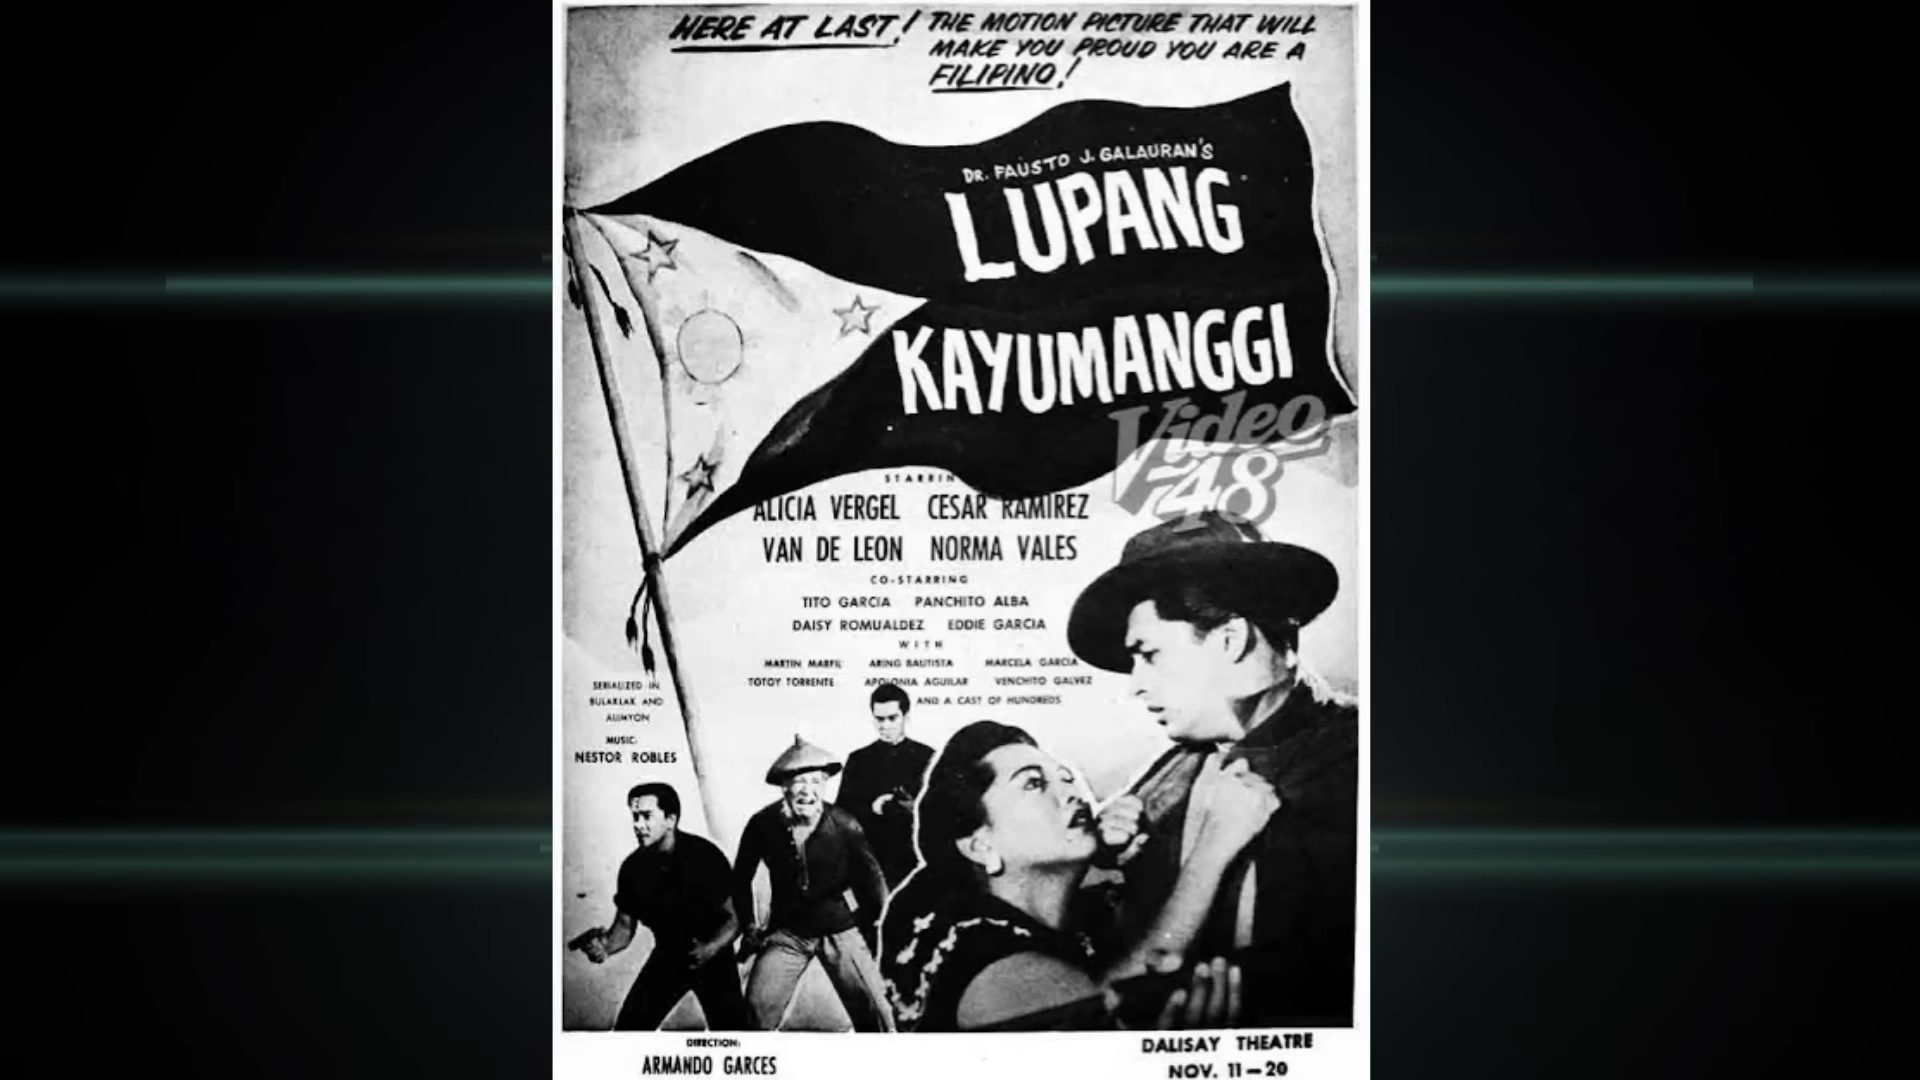 HERE AT LAST! THE MOTION PICTURE THAT WILL
MAKE YOU PROUD YOU ARE A
FILIPINO!
DR. FAUSTO J. GALAURAN'S
LUPANG
KAYUMANGGI
Video
48
STARRIN
ALICIA VERGEL CESAR RAMIREZ
VAN DE LEON NORMA VALES
CO-STARRING
TITO GARCIA PANCHITO ALBA
DAISY ROMUALDEZ EDDIE GARCIA
WITH
MARTIN MARFIL ARING BAUTISTA MARCELA GARCIA
TOTOY TORRENTE APOLONIA AGUILAR VENCHITO GALVEZ
AND A CAST OF HUNDREDS
SERIALIZED IN
BULAKLAK AND
ALIMYON
MUSIC:
NESTOR ROBLES
DIRECTION:
ARMANDO GARCES
DALISAY THEATRE
NOV. 11-20